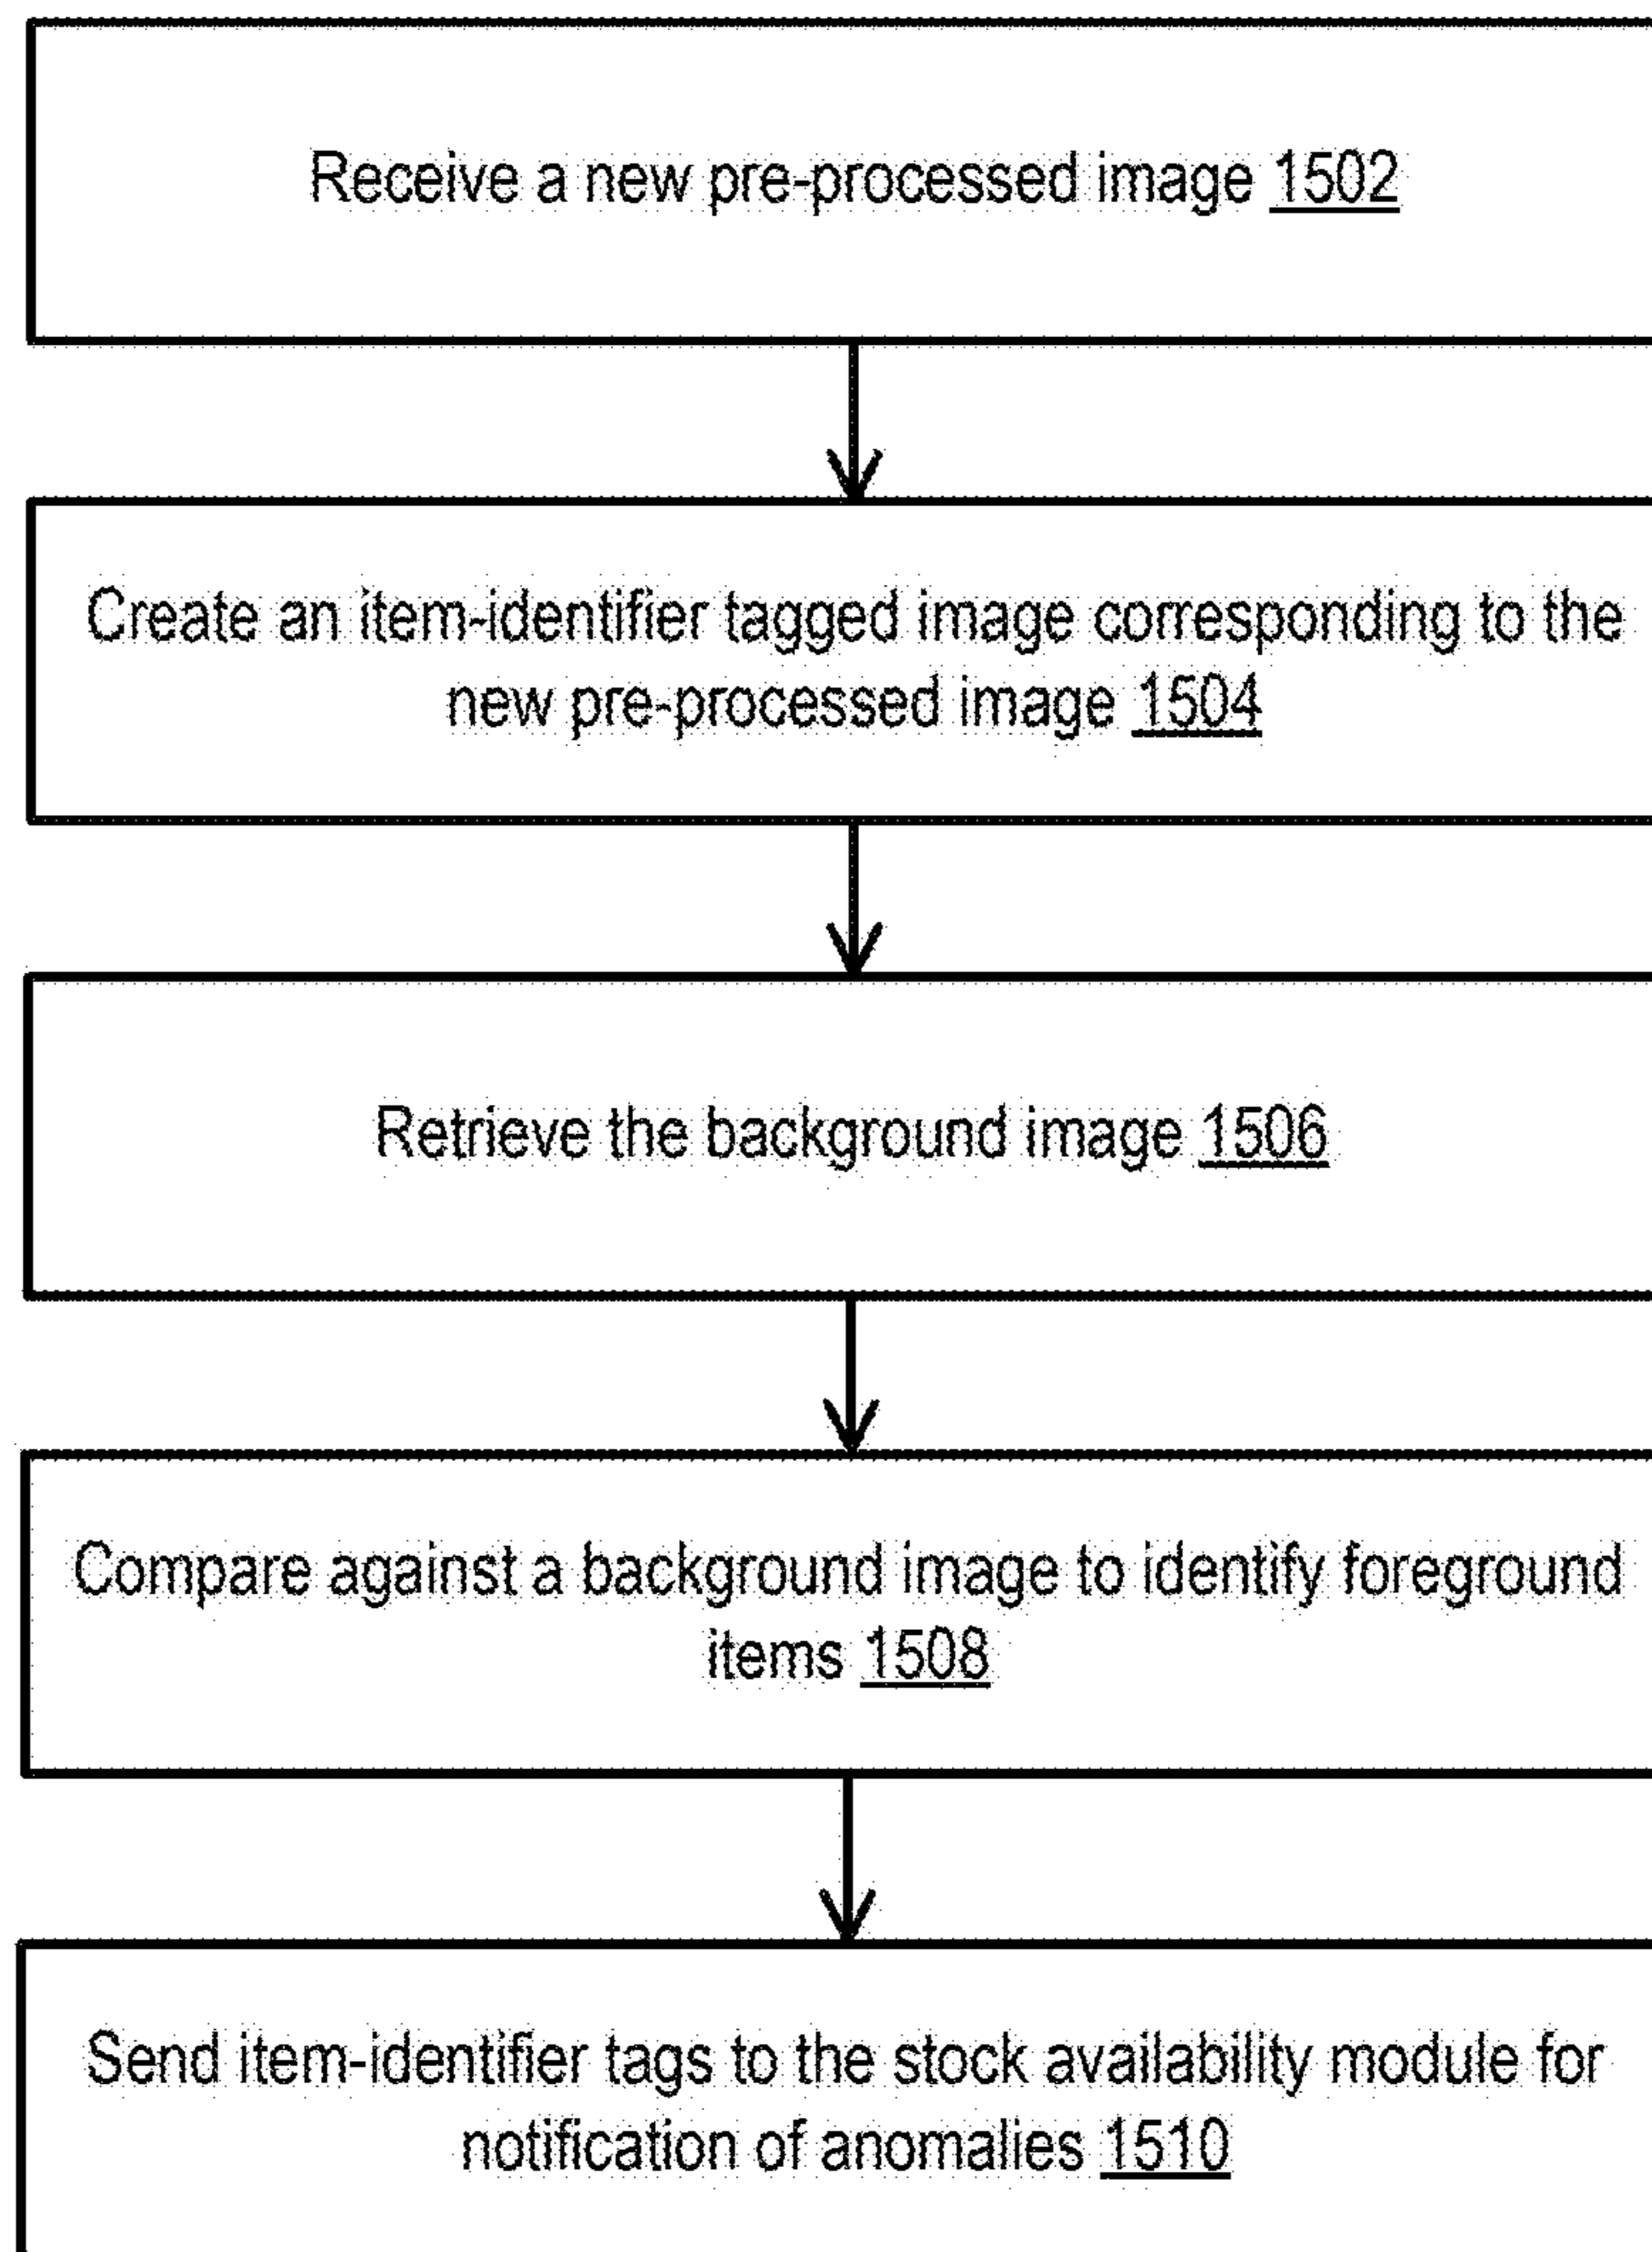 Receive a new pre-processed image 1502
Create an item-identifier tagged image corresponding to the
new pre-processed image 1504
Retrieve the background image 1506
Compare against a background image to identify foreground
items 1508
Send item-identifier tags to the stock availability module for
notification of anomalies 1510